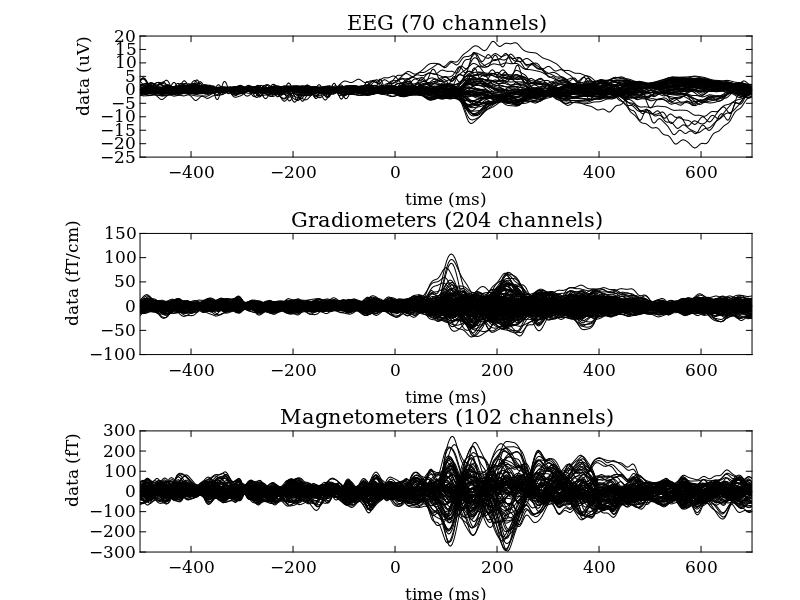 EEG (70 channels)
data (uV)
20
15
10
5
0
−5
−10
−15
−20
−25
−400 −200 0 200 400 600
time (ms)
Gradiometers (204 channels)
data (fT/cm)
150
100
50
0
−50
−100
−400 −200 0 200 400 600
time (ms)
Magnetometers (102 channels)
data (fT)
300
200
100
0
−100
−200
−300
−400 −200 0 200 400 600
time (ms)